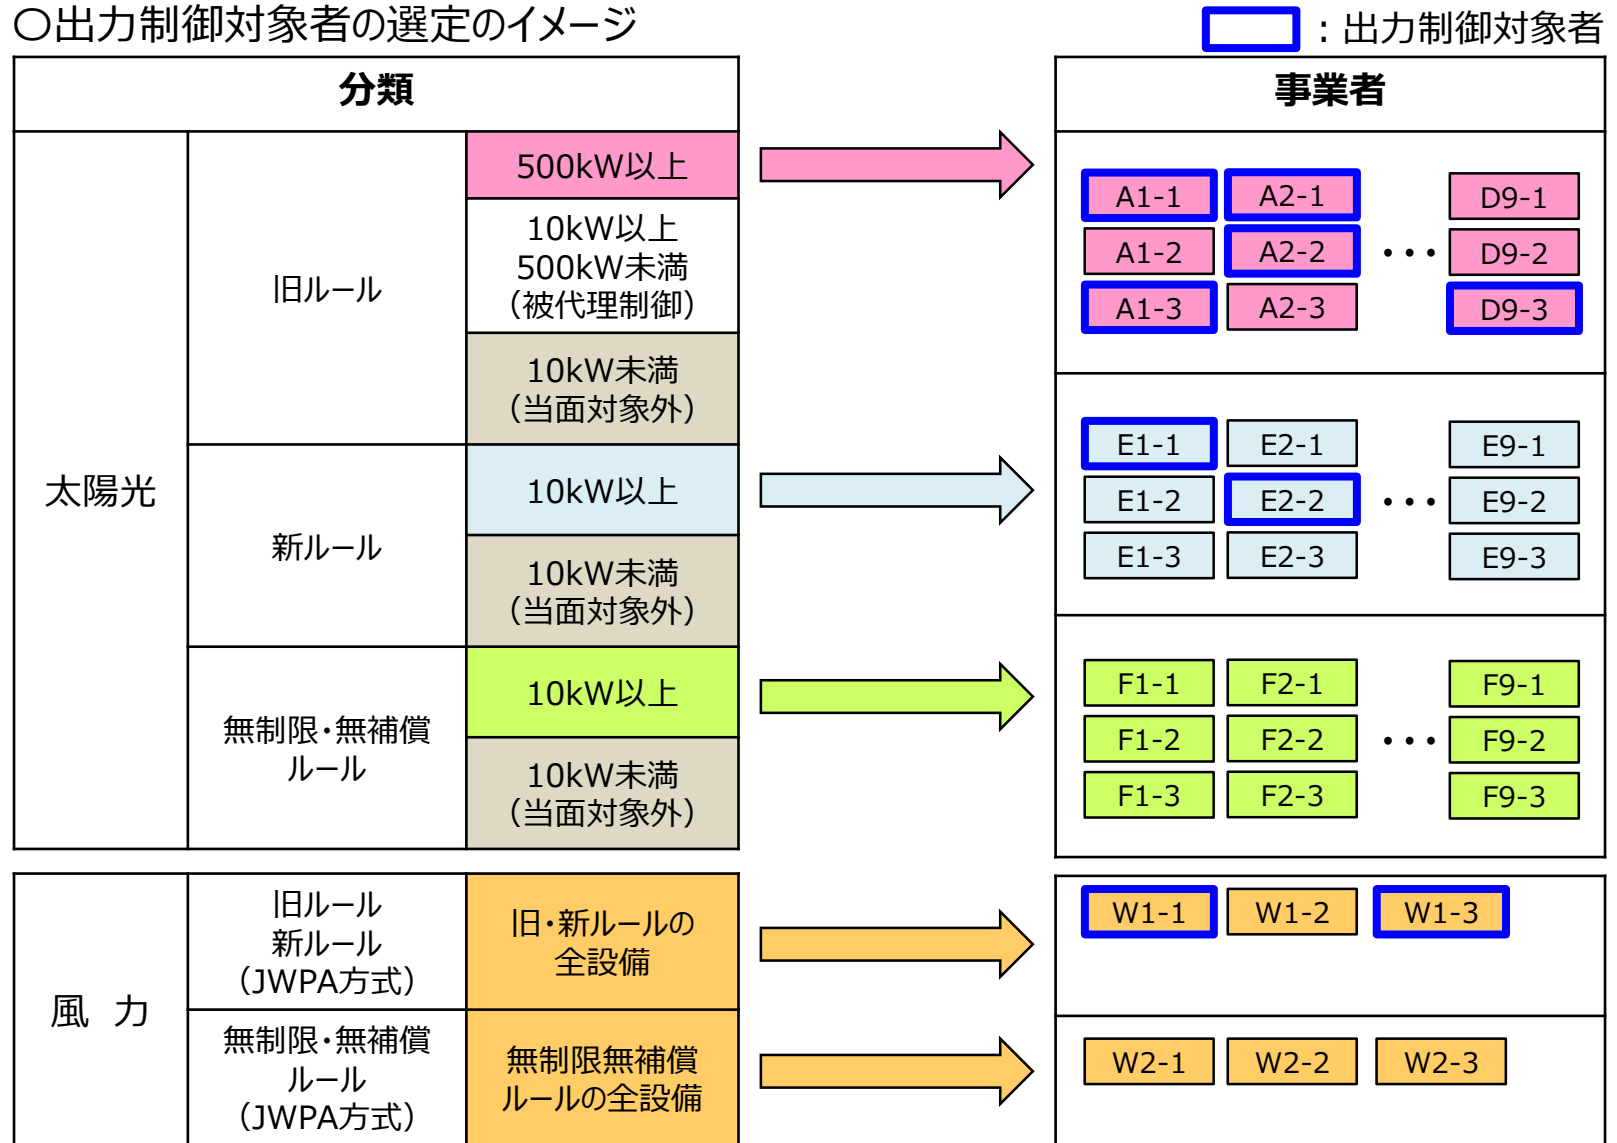 〇出力制御対象者の選定のイメージ
：出力制御対象者
分類
事業者
太陽光
旧ルール
500kW以上
10kW以上
500kW未満
（被代理制御）
10kW未満
（当面対象外）
新ルール
10kW以上
10kW未満
（当面対象外）
無制限・無補償
ルール
10kW以上
10kW未満
（当面対象外）
A1-1 A2-1 D9-1
A1-2 A2-2 ・・・ D9-2
A1-3 A2-3 D9-3
E1-1 E2-1 E9-1
E1-2 E2-2 ・・・ E9-2
E1-3 E2-3 E9-3
F1-1 F2-1 F9-1
F1-2 F2-2 ・・・ F9-2
F1-3 F2-3 F9-3
風 力
旧ルール
新ルール
（JWPA方式）
旧・新ルールの
全設備
W1-1 W1-2 W1-3
無制限・無補償
ルール
（JWPA方式）
無制限無補償
ルールの全設備
W2-1 W2-2 W2-3